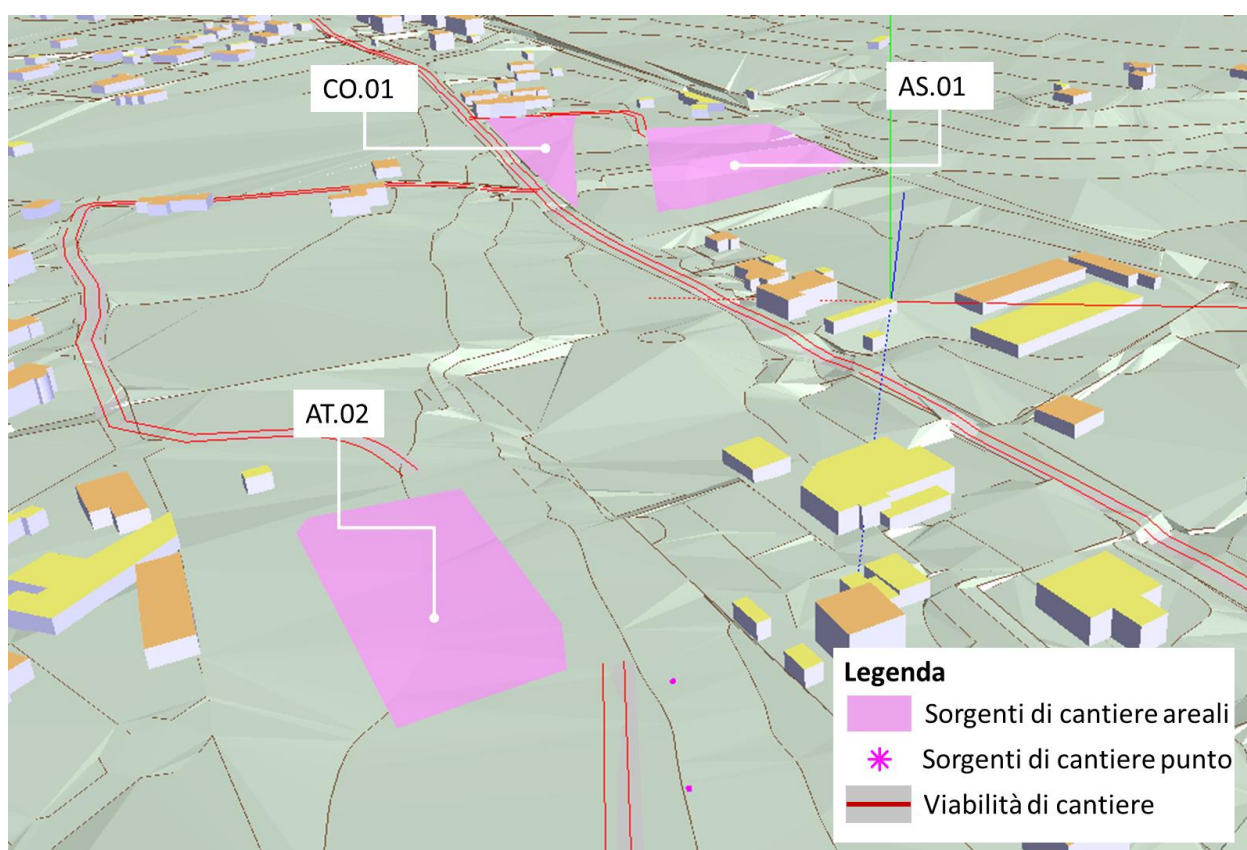 CO.01
AS.01
AT.02
Legenda
Sorgenti di cantiere areali
Sorgenti di cantiere punto
Viabilità di cantiere